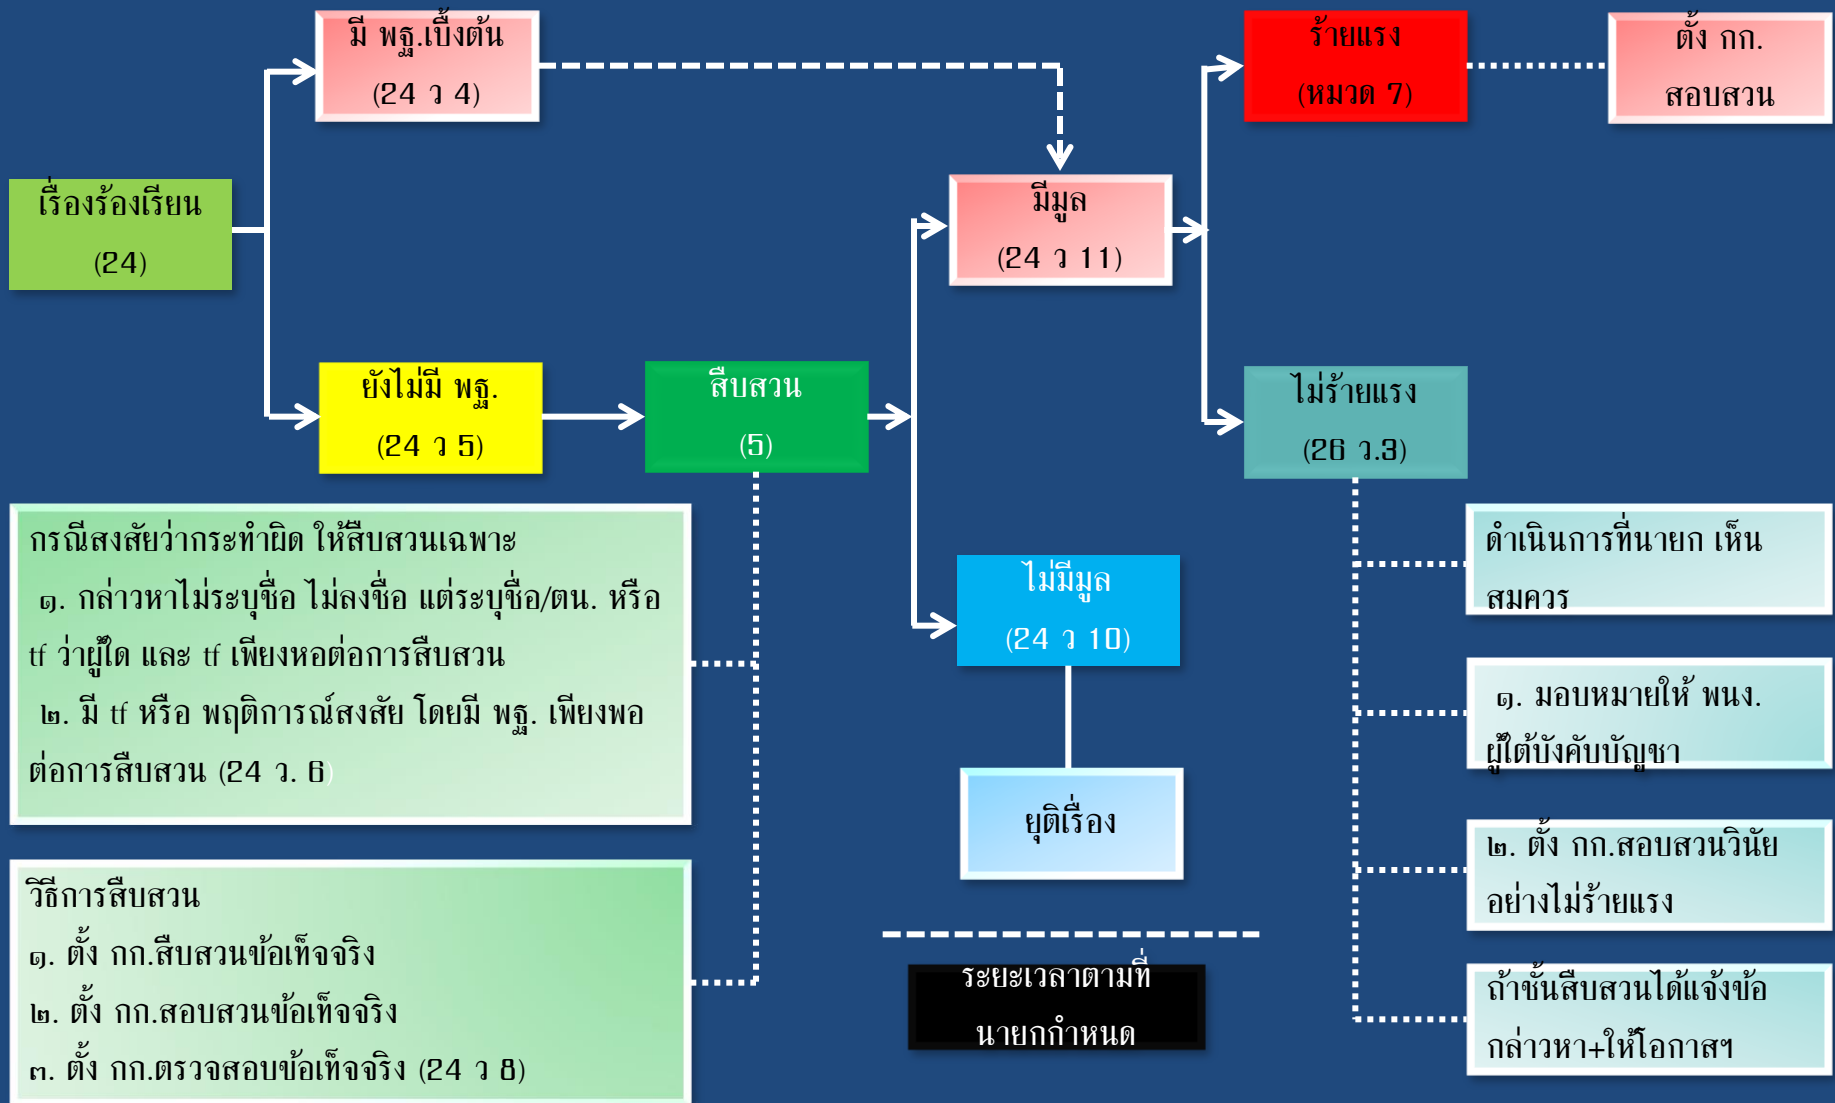 มี พฐ.เบื้องต้น
(24 ว 4)
ร้ายแรง
(หมวด 7)
ตั้ง กก.
สอบสวน
เรื่องร้องเรียน
(24)
มีมูล
(24 ว 11)
ยังไม่มี พฐ.
(24 ว 5)
สืบสวน
(5)
ไม่ร้ายแรง
(26 ว.3)
กรณีสงสัยว่ากระทำผิด ให้สืบสวนเฉพาะ
๑. กล่าวหาไม่ระบุชื่อ ไม่ลงชื่อ แต่ระบุชื่อ/ตน. หรือ
tf ว่าผู้ใด และ tf เพียงหอต่อการสืบสวน
๒. มี tf หรือ พฤติการณ์สงสัย โดยมี พฐ. เพียงพอ
ต่อการสืบสวน (24 ว. 6)
ไม่มีมูล
(24 ว 10)
ยุติเรื่อง
ดำเนินการที่นายก เห็น
สมควร
๑. มอบหมายให้ พนง.
ผู้ใต้บังคับบัญชา
๒. ตั้ง กก.สอบสวนวินัย
อย่างไม่ร้ายแรง
ถ้าชั้นสืบสวนได้แจ้งข้อ
กล่าวหา+ให้โอกาสฯ
วิธีการสืบสวน
๑. ตั้ง กก.สืบสวนข้อเท็จจริง
๒. ตั้ง กก.สอบสวนข้อเท็จจริง
๓. ตั้ง กก.ตรวจสอบข้อเท็จจริง (24 ว 8)
ระยะเวลาตามที่
นายกกำหนด